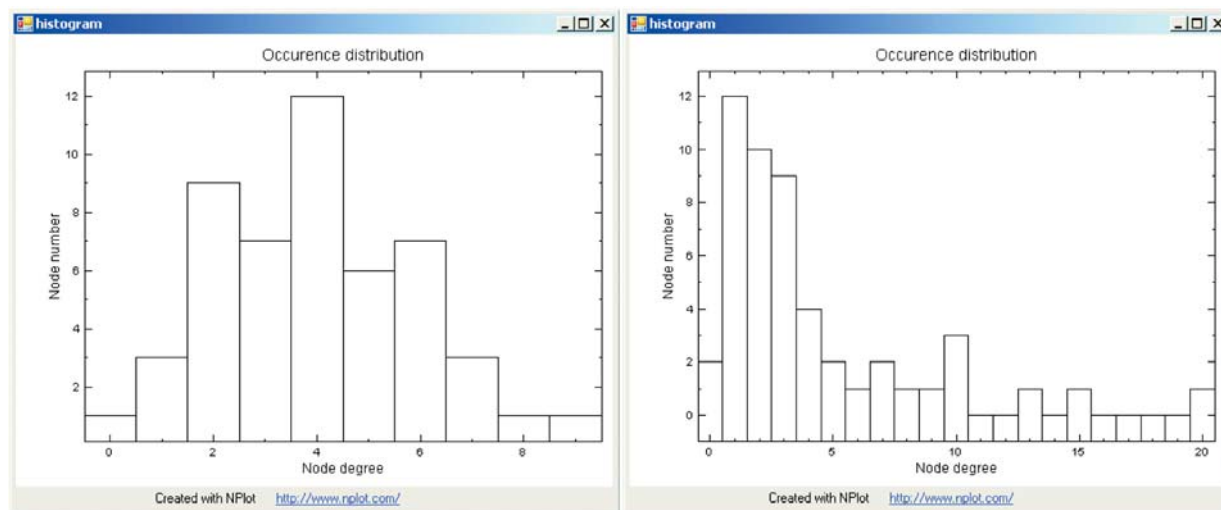 histogram
Occurence distribution
12
10
8
6
4
2
Node number
0 2 4 6 8
Node degree
Created with NPlot http://www.nplot.com/
histogram
Occurence distribution
12
10
8
6
4
2
0
Node number
0 5 10 15 20
Node degree
Created with NPlot http://www.nplot.com/